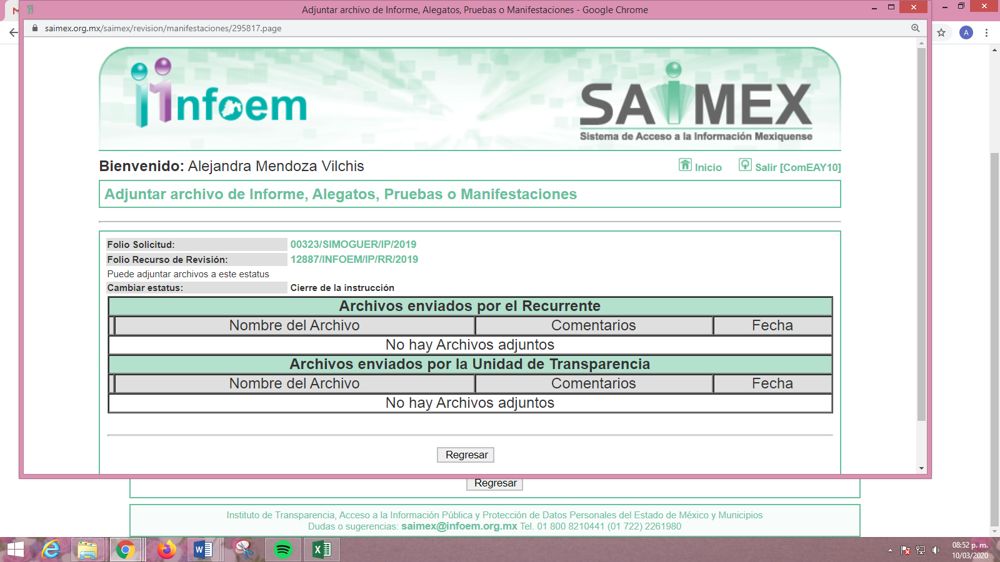 Adjuntar archivo de Informe, Alegatos, Pruebas o Manifestaciones - Google Chrome
saimex.org.mx/saimex/revision/manifestaciones/295817.page
A
infoem
SAIMEX
Sistema de Acceso a la Información Mexiquense
Bienvenido: Alejandra Mendoza Vilchis
Inicio
Salir [ComEAY10]
Adjuntar archivo de Informe, Alegatos, Pruebas o Manifestaciones
Folio Solicitud: 00323/SIMOGUER/IP/2019
Folio Recurso de Revisión: 12887/INFOEM/IP/RR/2019
Puede adjuntar archivos a este estatus
Cambiar estatus: Cierre de la instrucción
Archivos enviados por el Recurrente
Nombre del Archivo Comentarios Fecha
No hay Archivos adjuntos
Archivos enviados por la Unidad de Transparencia
Nombre del Archivo Comentarios Fecha
No hay Archivos adjuntos
Regresar
Regresar
Instituto de Transparencia, Acceso a la Información Pública y Protección de Datos Personales del Estado de México y Municipios
Dudas o sugerencias: saimex@infoem.org.mx Tel. 01 800 8210441 (01 722) 2261980
08:52 p. m.
10/03/2020